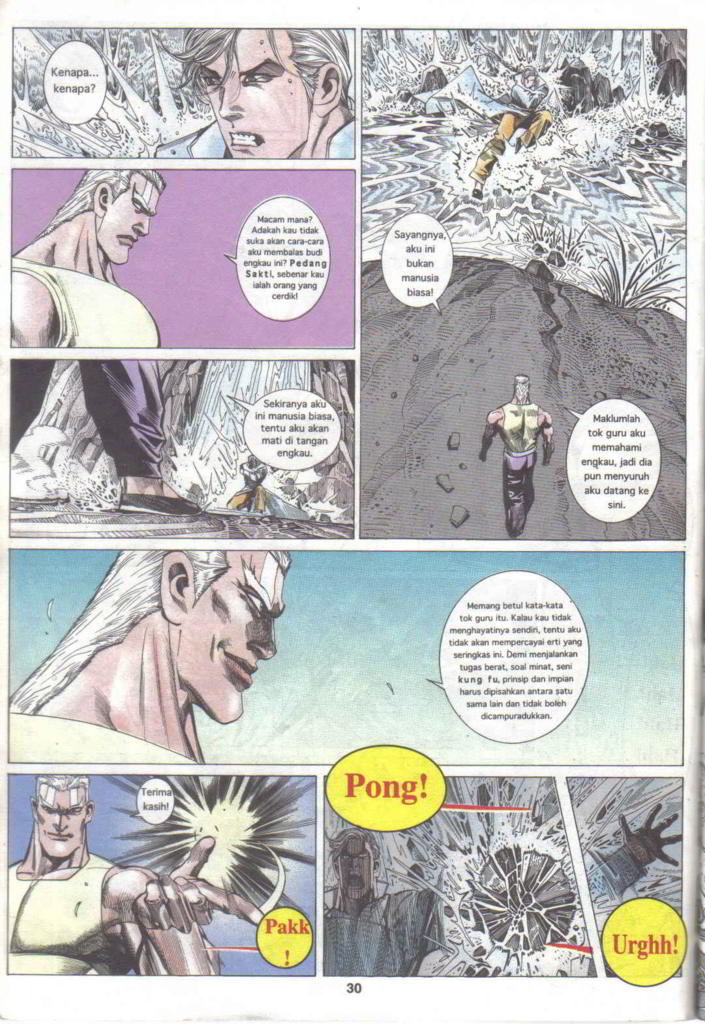 Kenapa...
kenapa?
Macam mana?
Adakah kau tidak
suka akan cara-cara
aku membalas budi
engkau ini? Pedang
Sakti, sebenar kau
ialah orang yang
cerdik!
Sekiranya aku
ini manusia biasa,
tentu aku akan
mati di tangan
engkau.
Sayangnya,
aku ini
bukan
manusia
biasa!
Maklumlah
tok guru aku
memahami
engkau, jadi dia
pun menyuruh
aku datang ke
sini.
Memang betul kata-kata
tok guru itu. Kalau kau tidak
menghayatinya sendiri, tentu aku
tidak akan mempercayai erti yang
seringkas ini. Demi menjalankan
tugas berat, soal minat, seni
kung fu, prinsip dan impian
harus dipisahkan antara satu
sama lain dan tidak boleh
dicampuradukkan.
Terima
kasih!
Pakk
!
Pong!
Urghh!
30